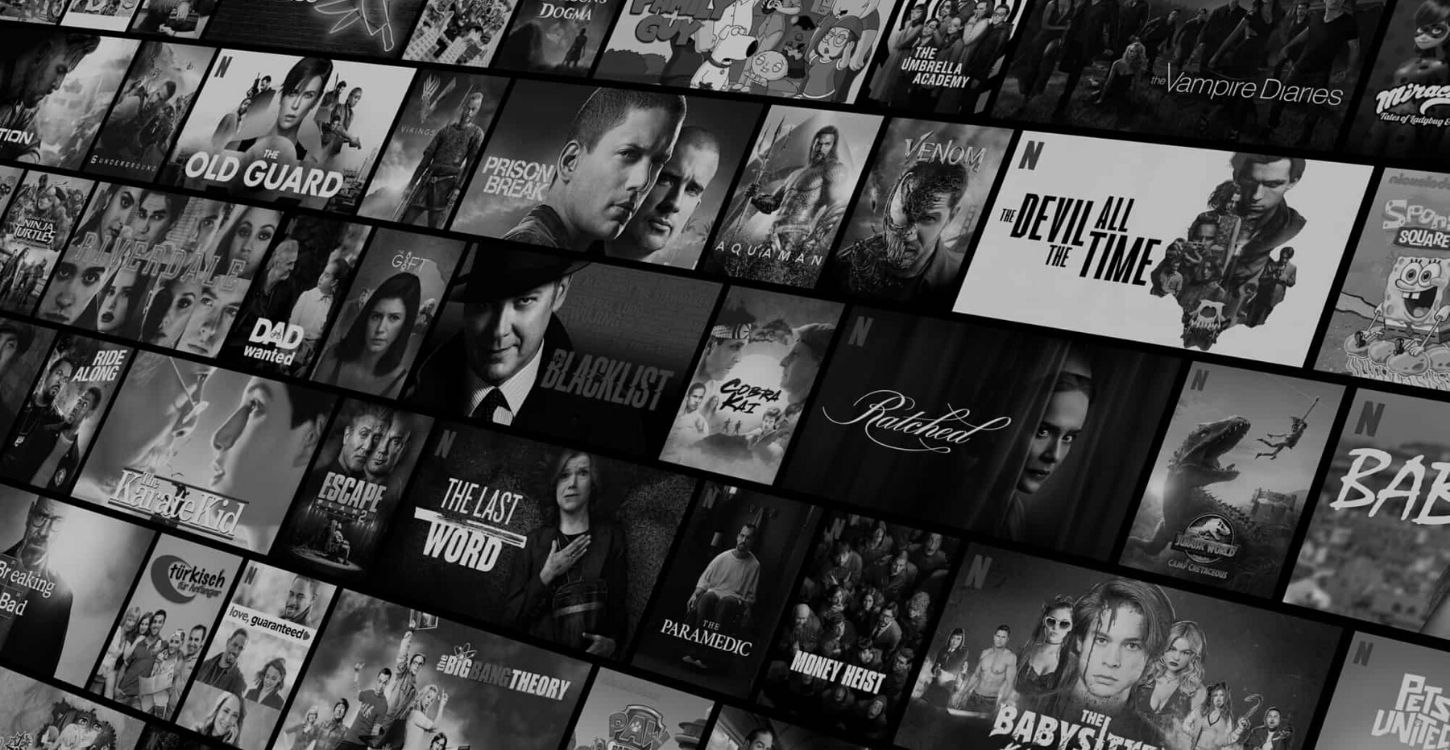 DOGMA
FAMILY
GUY
THE
UMBRELLA
ACADEMY
the Vampire Diaries
Miraculous
Tales of Ladybug &
TION
6 UNDERGROUND
N
THE
OLD GUARD
VIKINGS
PRISON
BREAK
AQUAMAN
VENOM
N
THE DEVIL ALL
THE TIME
nickelodeon
SQUARE
NINJA
TURTLES
RIVERDALE
DAD
wanted
THE
GIFT
BLACKLIST
COBRA
KAI
N
Ratched
N
JURASSIC WORLD
CAMP CRETACEOUS
N
BAB
RIDE
ALONG
The
Karate Kid
ESCAPE
PLAN
N
THE LAST
WORD
N
THE
PARAMEDIC
MONEY HEIST
N
THE
BABYSITTER
N
PETS
UNITED
Breaking
Bad
türkisch
für Anfänger
N
love, guaranteed
the BIG BANG THEORY
PAW